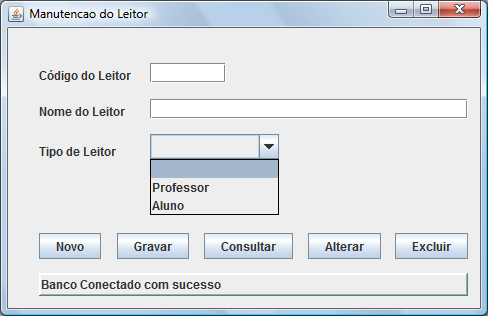 Manutencao do Leitor
Código do Leitor
Nome do Leitor
Tipo de Leitor
Professor
Aluno
Novo Gravar Consultar Alterar Excluir
Banco Conectado com sucesso